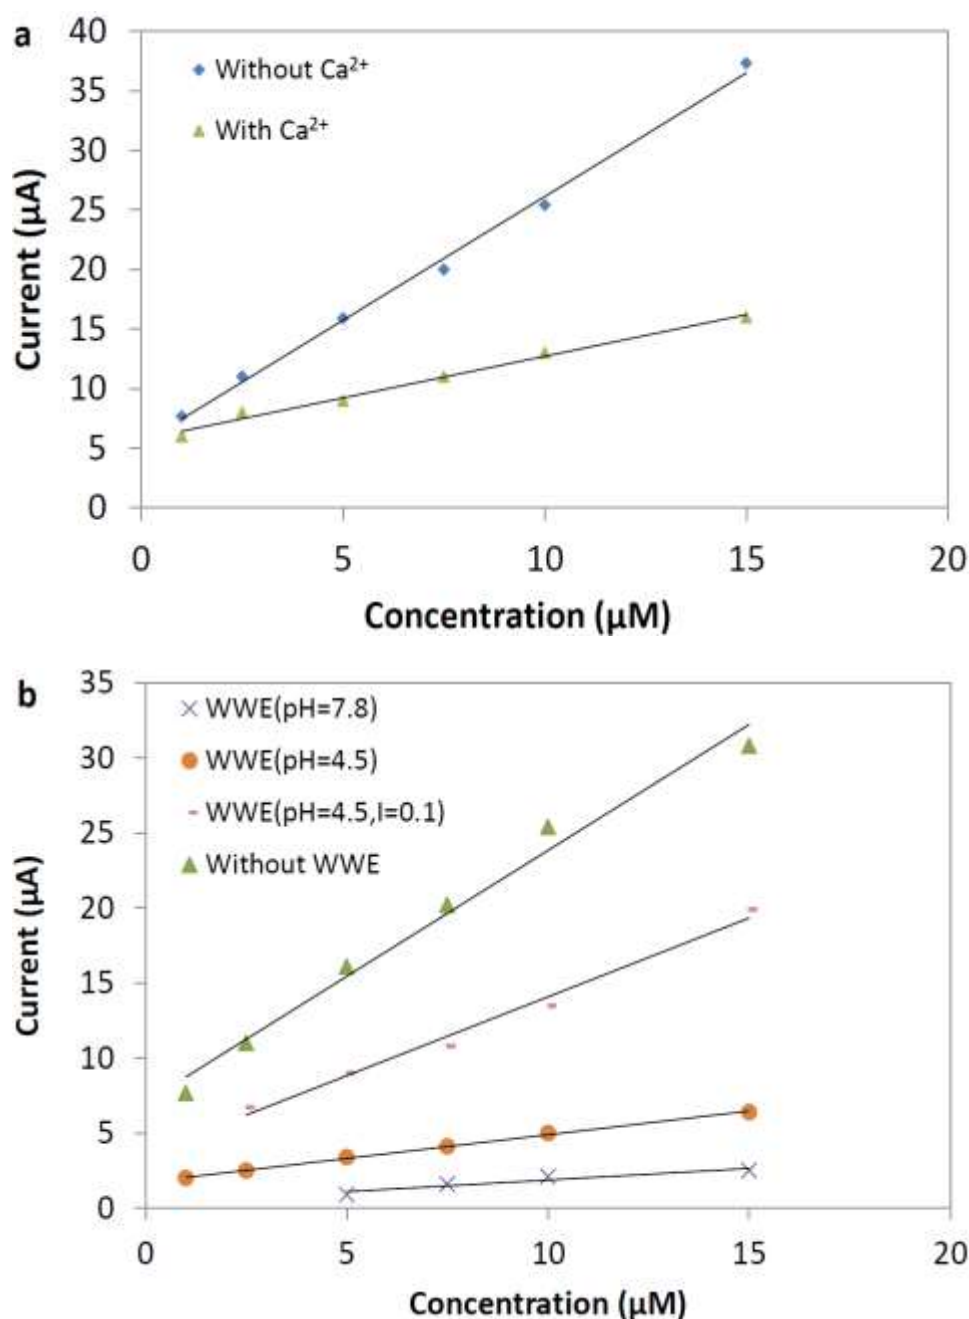 a
40
35
30
25
20
15
10
5
0
Current (µA)
Without Ca²⁺
With Ca²⁺
0 5 10 15 20
Concentration (µM)
b
35
30
25
20
15
10
5
0
Current (µA)
WWE(pH=7.8)
WWE(pH=4.5)
WWE(pH=4.5,I=0.1)
Without WWE
0 5 10 15 20
Concentration (µM)